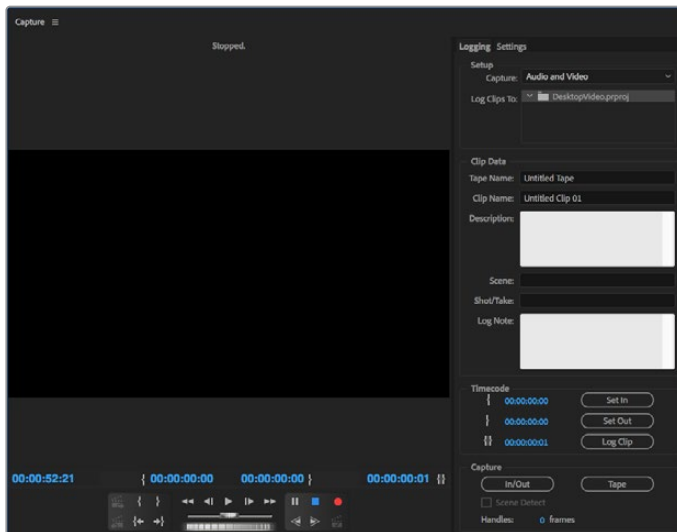 Capture
Stopped.
Logging Settings
Setup
Capture: Audio and Video
Log Clips To: DesktopVideo.prproj
Clip Data
Tape Name: Untitled Tape
Clip Name: Untitled Clip 01
Description:
Scene:
Shot/Take:
Log Note:
Timecode
{ 00:00:00:00 Set In
} 00:00:00:00 Set Out
{} 00:00:00:01 Log Clip
00:00:52:21 { 00:00:00:00 00:00:00:00 } 00:00:00:01 {}
Capture
In/Out Tape
Scene Detect
Handles: 0 frames